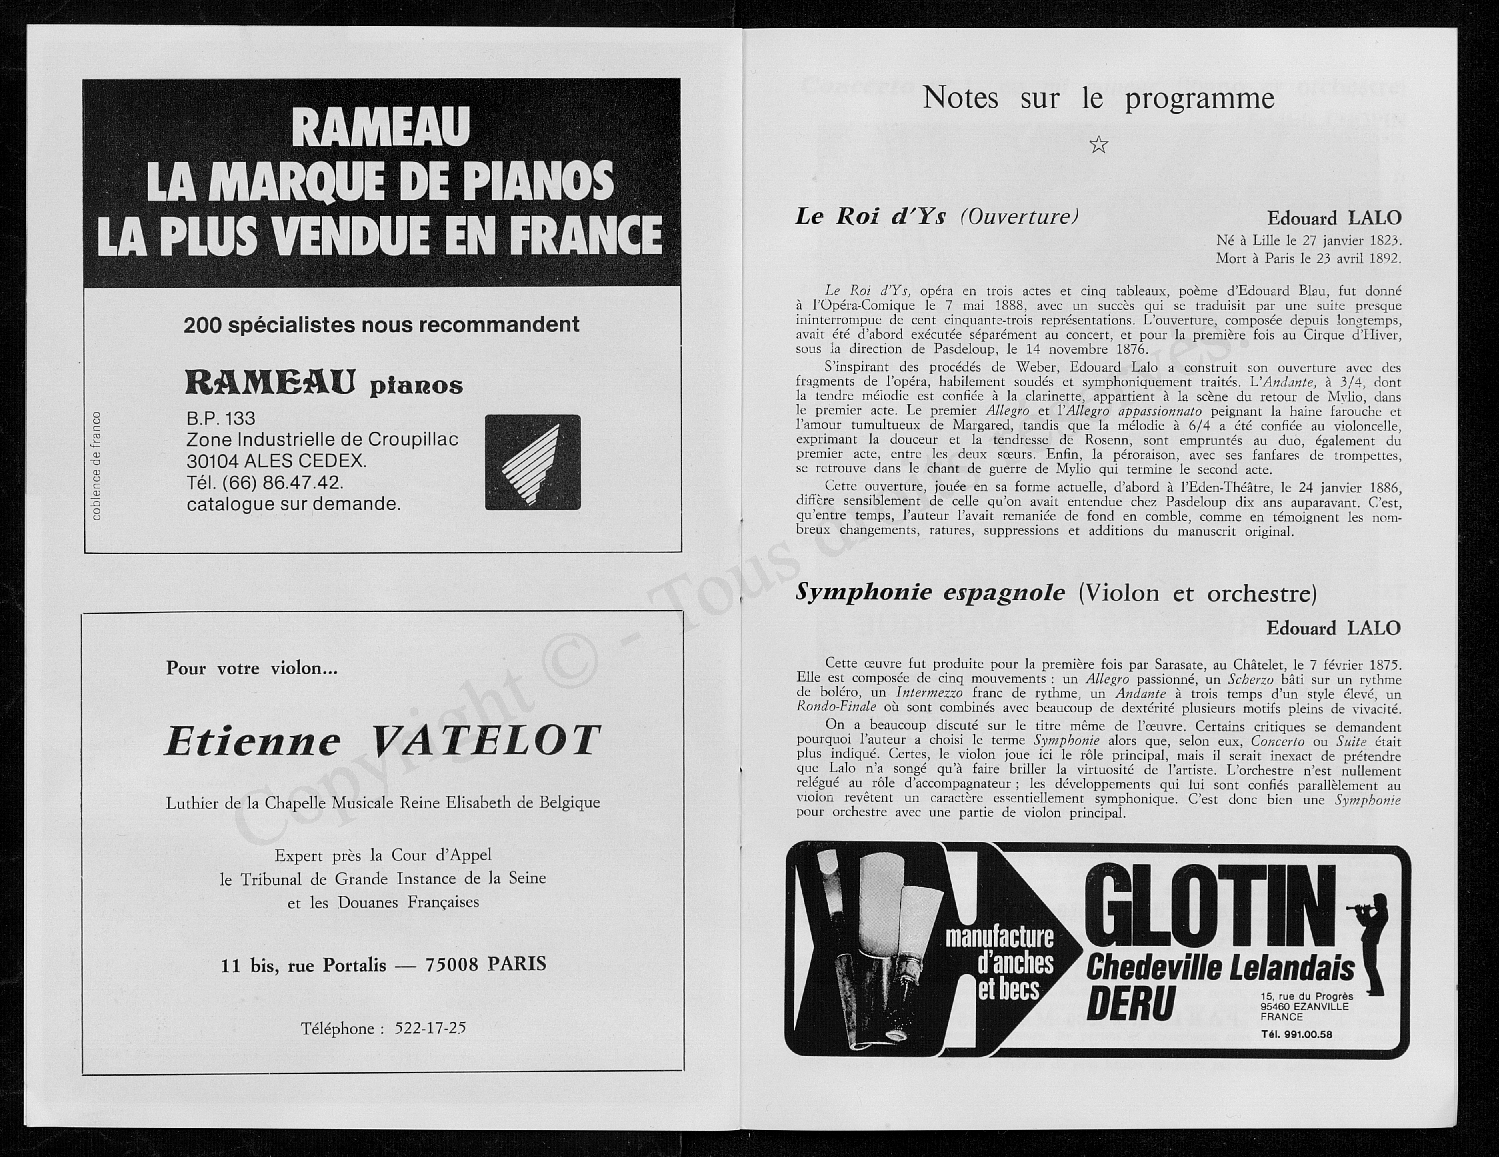 RAMEAU
LA MARQUE DE PIANOS
LA PLUS VENDUE EN FRANCE
200 spécialistes nous recommandent
RAMEAU pianos
B.P. 133
Zone Industrielle de Croupillac
30104 ALES CEDEX.
Tél. (66) 86.47.42.
catalogue sur demande.
coblence de franco
Pour votre violon...
Etienne VATELOT
Luthier de la Chapelle Musicale Reine Elisabeth de Belgique
Expert près la Cour d'Appel
le Tribunal de Grande Instance de la Seine
et les Douanes Françaises
11 bis, rue Portalis — 75008 PARIS
Téléphone : 522-17-25
Notes sur le programme
Le Roi d'Ys (Ouverture) Edouard LALO
Né à Lille le 27 janvier 1823.
Mort à Paris le 23 avril 1892.
Le Roi d'Ys, opéra en trois actes et cinq tableaux, poème d'Edouard Blau, fut donné
à l'Opéra-Comique le 7 mai 1888, avec un succès qui se traduisit par une suite presque
ininterrompue de cent cinquante-trois représentations. L'ouverture, composée depuis longtemps,
avait été d'abord exécutée séparément au concert, et pour la première fois au Cirque d'Hiver,
sous la direction de Pasdeloup, le 14 novembre 1876.
S'inspirant des procédés de Weber, Edouard Lalo a construit son ouverture avec des
fragments de l'opéra, habilement soudés et symphoniquement traités. L'Andante, à 3/4, dont
la tendre mélodie est confiée à la clarinette, appartient à la scène du retour de Mylio, dans
le premier acte. Le premier Allegro et l'Allegro appassionnato peignant la haine farouche et
l'amour tumultueux de Margared, tandis que la mélodie à 6/4 a été confiée au violoncelle,
exprimant la douceur et la tendresse de Rosenn, sont empruntés au duo, également du
premier acte, entre les deux sœurs. Enfin, la péroraison, avec ses fanfares de trompettes,
se retrouve dans le chant de guerre de Mylio qui termine le second acte.
Cette ouverture, jouée en sa forme actuelle, d'abord à l'Eden-Théâtre, le 24 janvier 1886,
diffère sensiblement de celle qu'on avait entendue chez Pasdeloup dix ans auparavant. C'est,
qu'entre temps, l'auteur l'avait remaniée de fond en comble, comme en témoignent les nom-
breux changements, ratures, suppressions et additions du manuscrit original.
Symphonie espagnole (Violon et orchestre)
Edouard LALO
Cette œuvre fut produite pour la première fois par Sarasate, au Châtelet, le 7 février 1875.
Elle est composée de cinq mouvements : un Allegro passionné, un Scherzo bâti sur un rythme
de boléro, un Intermezzo franc de rythme, un Andante à trois temps d'un style élevé, un
Rondo-Finale où sont combinés avec beaucoup de dextérité plusieurs motifs pleins de vivacité.
On a beaucoup discuté sur le titre même de l'œuvre. Certains critiques se demandent
pourquoi l'auteur a choisi le terme Symphonie alors que, selon eux, Concerto ou Suite était
plus indiqué. Certes, le violon joue ici le rôle principal, mais il serait inexact de prétendre
que Lalo n'a songé qu'à faire briller la virtuosité de l'artiste. L'orchestre n'est nullement
relégué au rôle d'accompagnateur ; les développements qui lui sont confiés parallèlement au
violon revêtent un caractère essentiellement symphonique. C'est donc bien une Symphonie
pour orchestre avec une partie de violon principal.
manufacture
d'anches
et becs
GLOTIN
Chedeville Lelandais
DERU
15, rue du Progrès
95460 EZANVILLE
FRANCE
Tél. 991.00.58
Copyright © - Tous